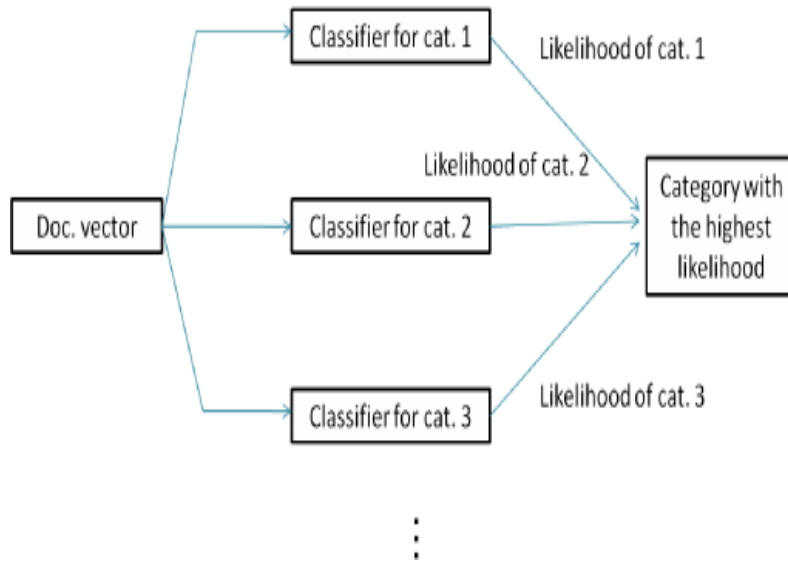 Classifier for cat. 1
Likelihood of cat. 1
Likelihood of cat. 2
Doc. vector
Classifier for cat. 2
Category with
the highest
likelihood
Classifier for cat. 3
Likelihood of cat. 3
⋮